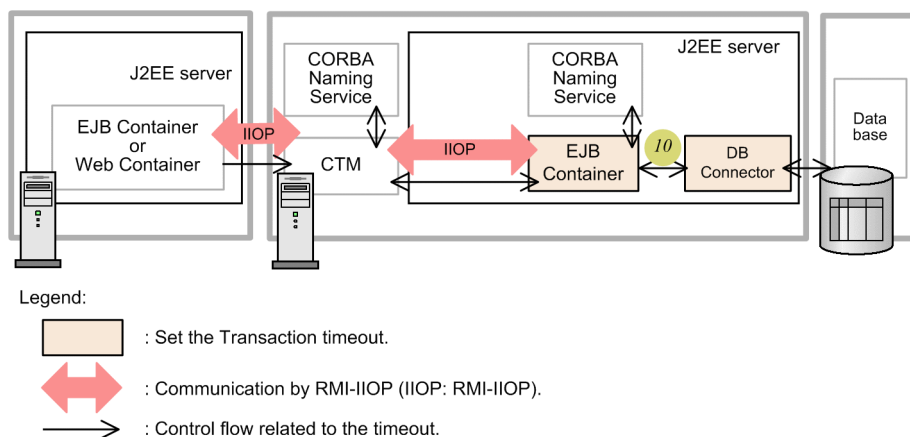 J2EE server
EJB Container
or
Web Container
IIOP
CORBA
Naming
Service
CTM
IIOP
J2EE server
CORBA
Naming
Service
EJB
Container
10
DB
Connector
Data
base
Legend:
: Set the Transaction timeout.
: Communication by RMI-IIOP (IIOP: RMI-IIOP).
: Control flow related to the timeout.